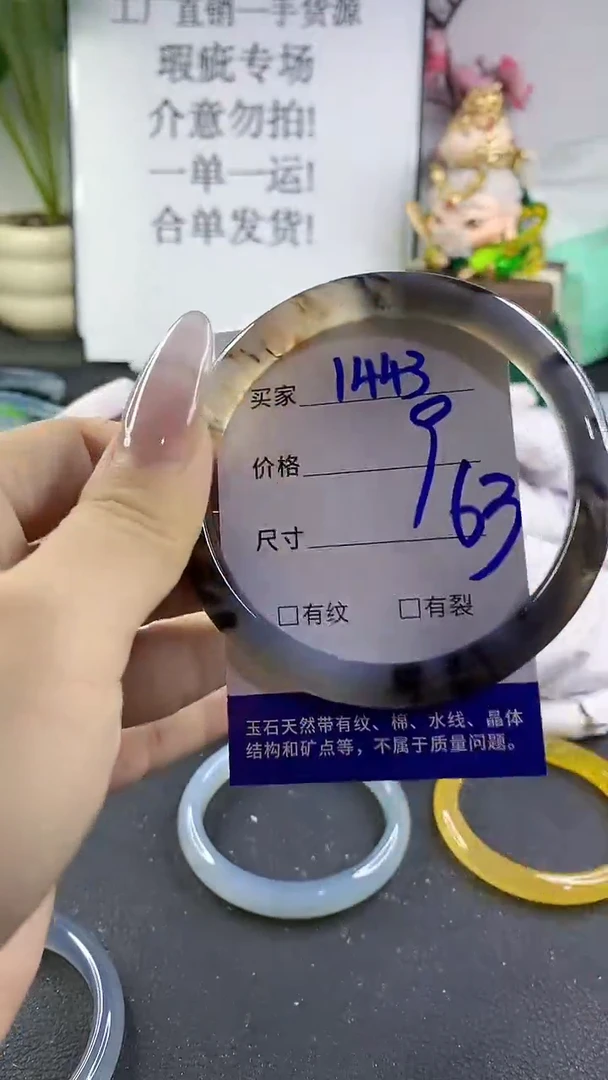 工厂直销一手货源
瑕疵专场
介意勿拍!
一单一运!
合单发货!
买家 1443
价格 9
尺寸 63
□有纹 □有裂
玉石天然带有纹、棉、水线、晶体
结构和矿点等，不属于质量问题。